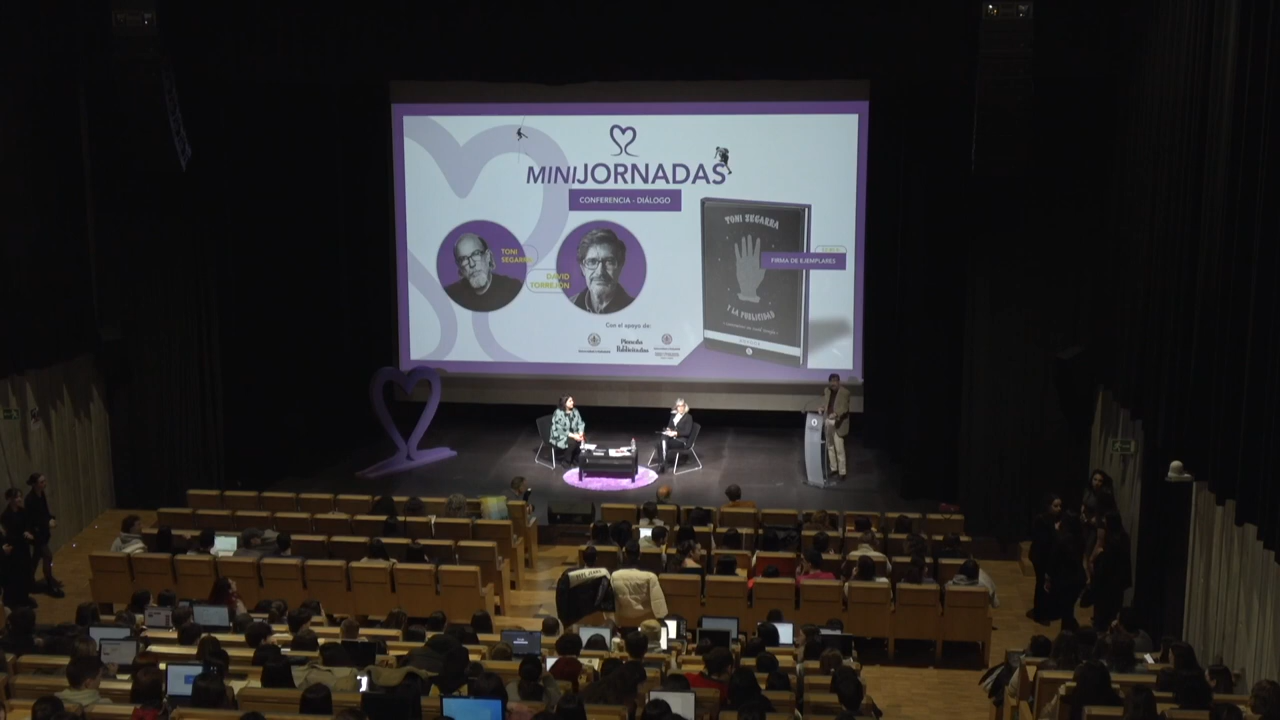 MINIJORNADAS
CONFERENCIA - DIÁLOGO
TONI
SEGARRA
DAVID
TORREJÓN
TONI SEGARRA
Y LA PUBLICIDAD
FIRMA DE EJEMPLARES
Con el apoyo de: